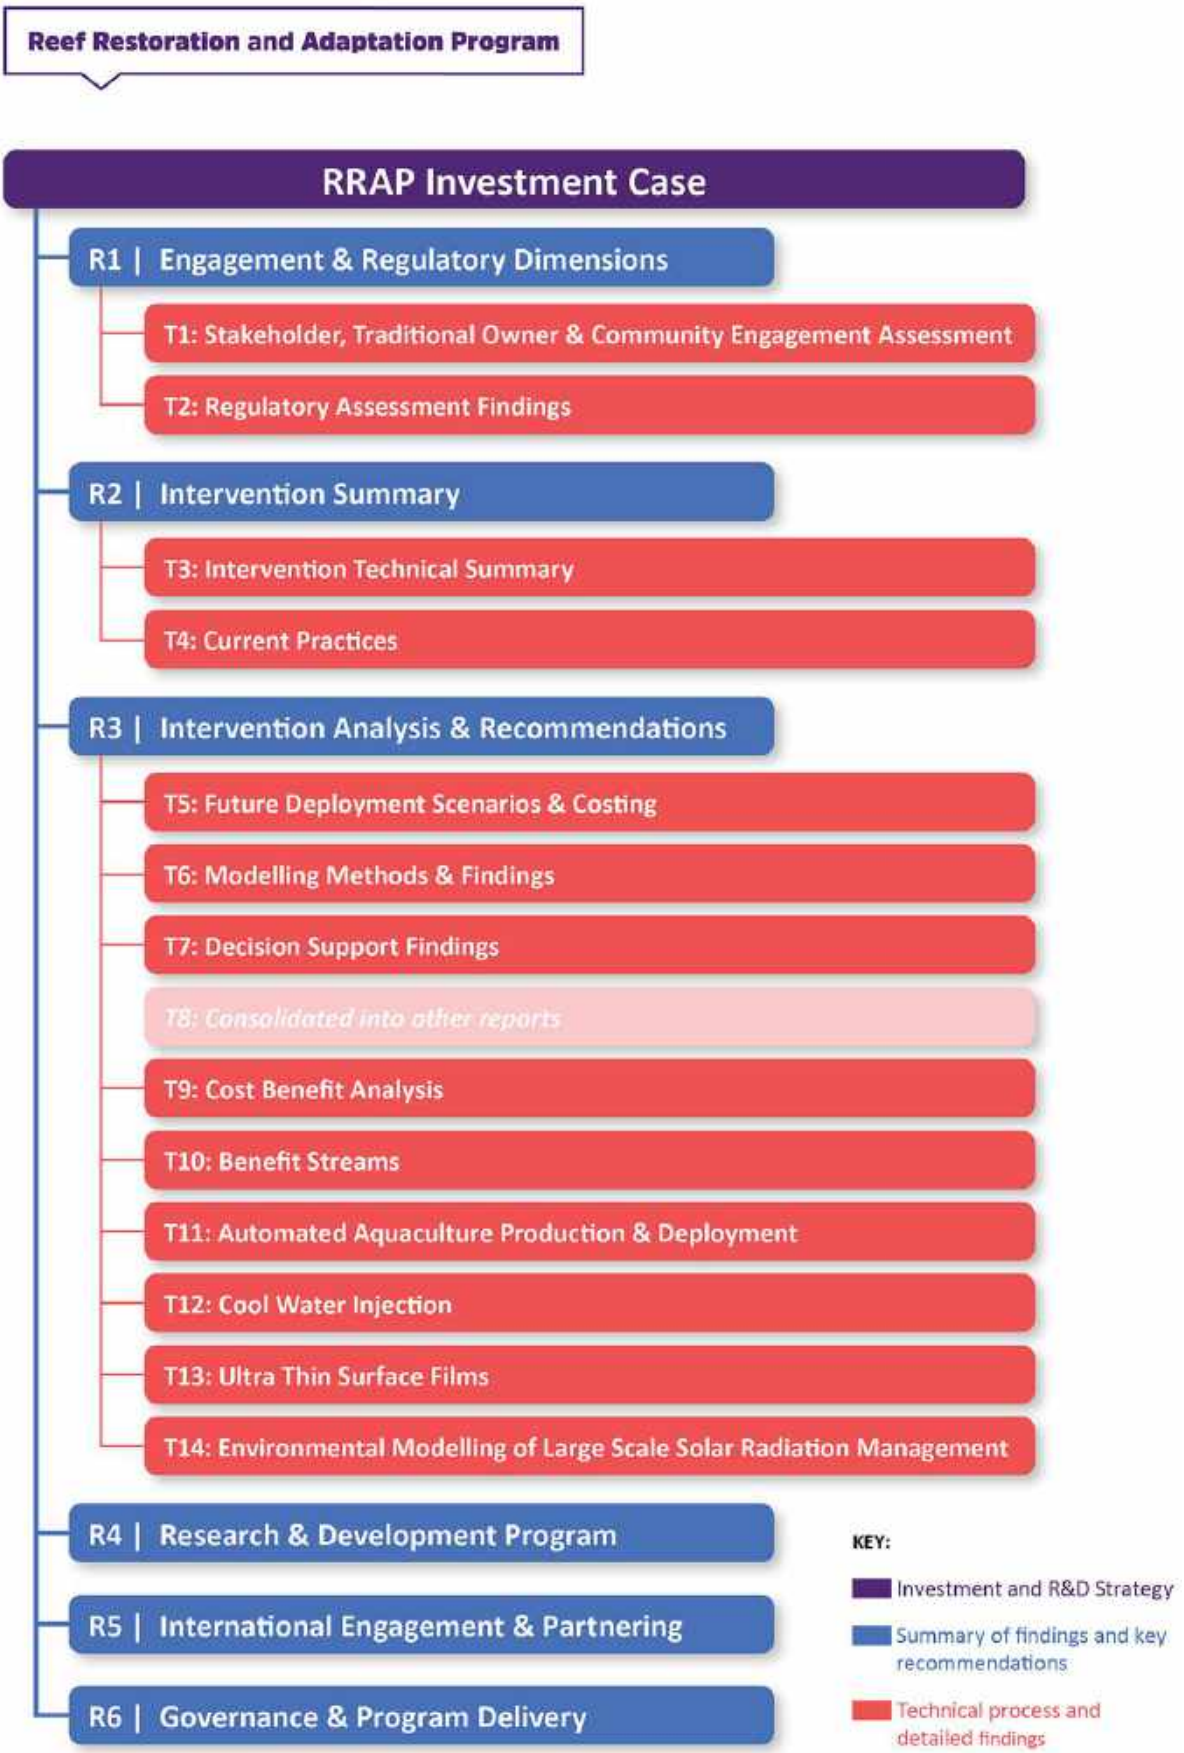 Reef Restoration and Adaptation Program
RRAP Investment Case
R1 | Engagement & Regulatory Dimensions
T1: Stakeholder, Traditional Owner & Community Engagement Assessment
T2: Regulatory Assessment Findings
R2 | Intervention Summary
T3: Intervention Technical Summary
T4: Current Practices
R3 | Intervention Analysis & Recommendations
T5: Future Deployment Scenarios & Costing
T6: Modelling Methods & Findings
T7: Decision Support Findings
T8: Consolidated into other reports
T9: Cost Benefit Analysis
T10: Benefit Streams
T11: Automated Aquaculture Production & Deployment
T12: Cool Water Injection
T13: Ultra Thin Surface Films
T14: Environmental Modelling of Large Scale Solar Radiation Management
R4 | Research & Development Program
R5 | International Engagement & Partnering
R6 | Governance & Program Delivery
KEY:
Investment and R&D Strategy
Summary of findings and key
recommendations
Technical process and
detailed findings